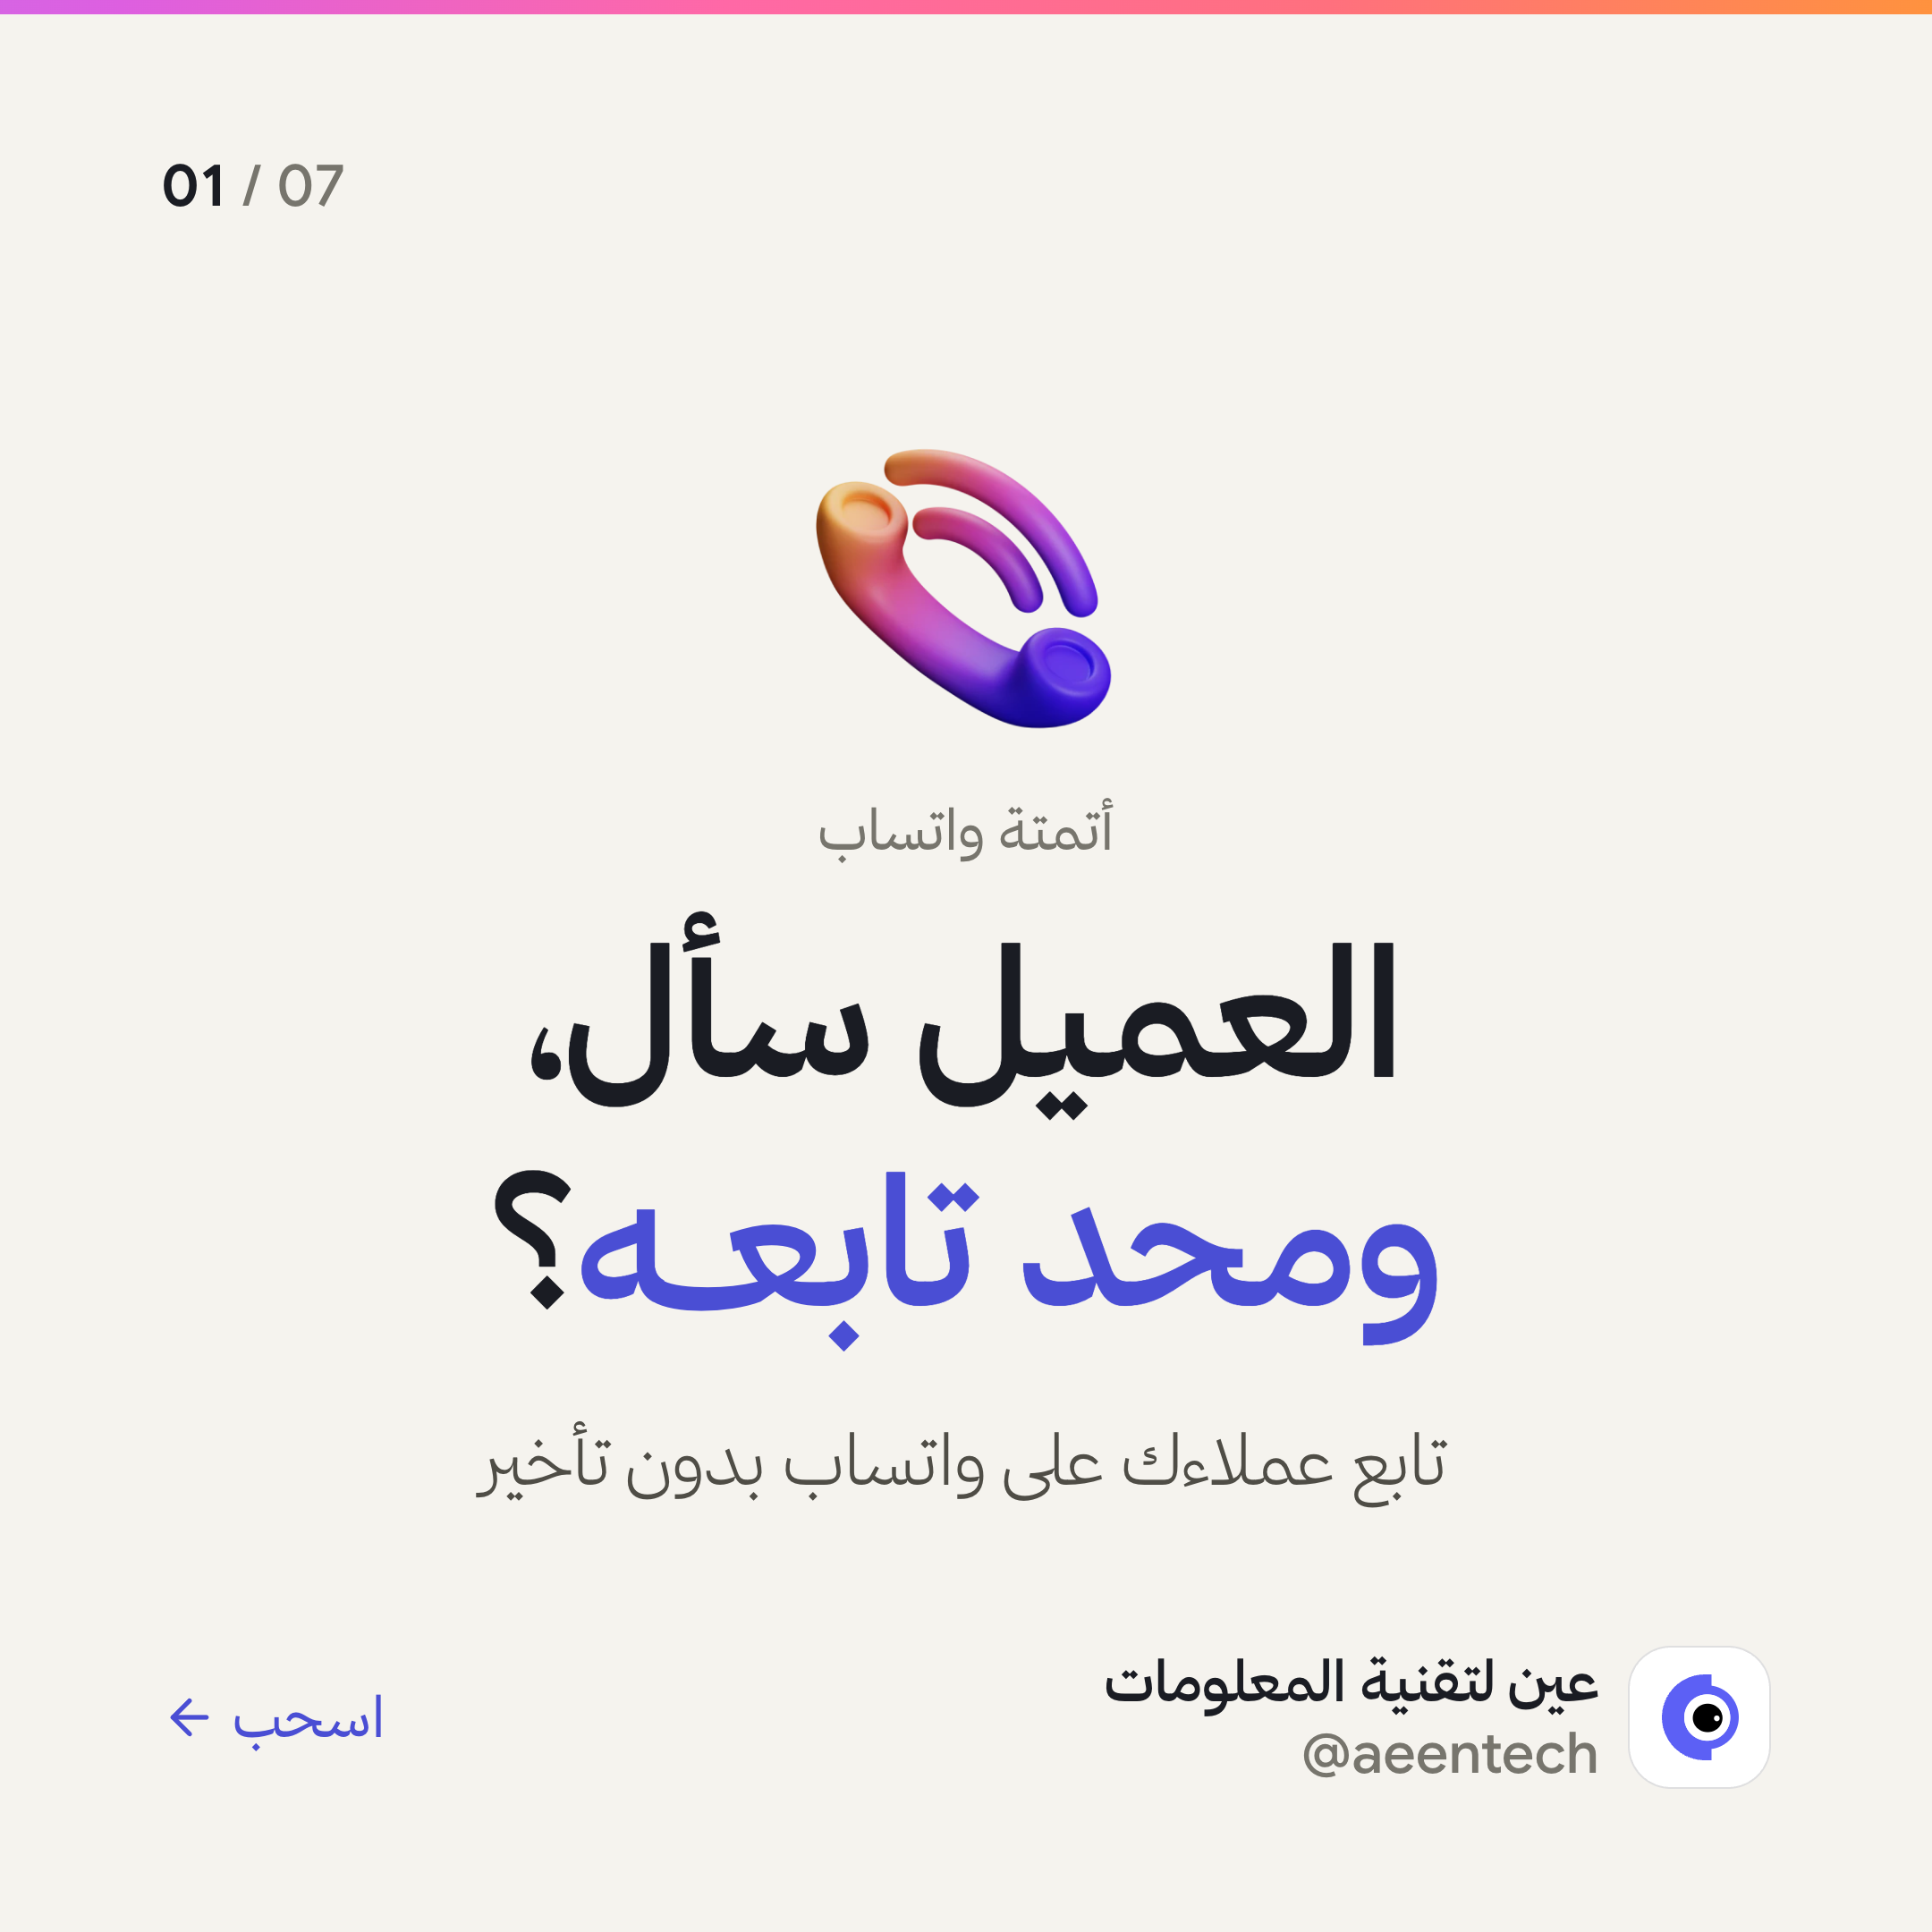 01 / 07
أتمتة واتساب
العميل سأل،
ومحد تابعه؟
تابع عملاءك على واتساب بدون تأخير
عين لتقنية المعلومات
@aeentech
اسحب ←